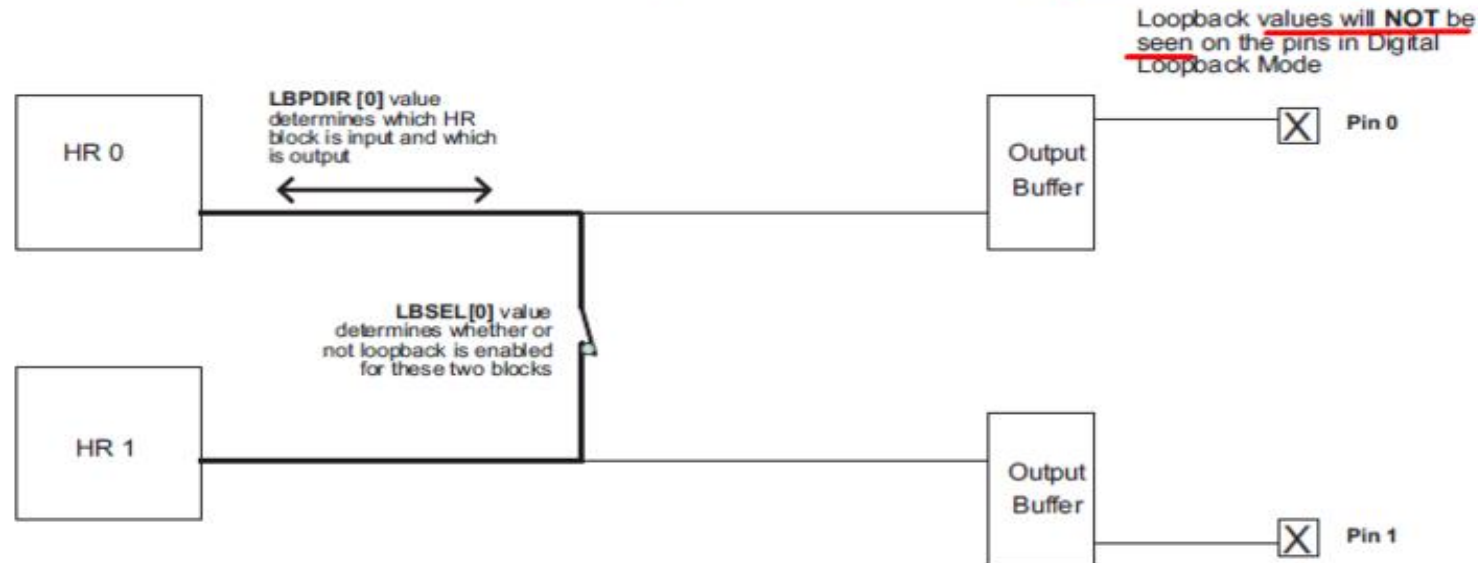 Loopback values will NOT be
seen on the pins in Digital
Loopback Mode
LBPDIR [0] value
determines which HR
block is input and which
is output
HR 0
Output
Buffer
X
Pin 0
LBSEL[0] value
determines whether or
not loopback is enabled
for these two blocks
HR 1
Output
Buffer
X
Pin 1